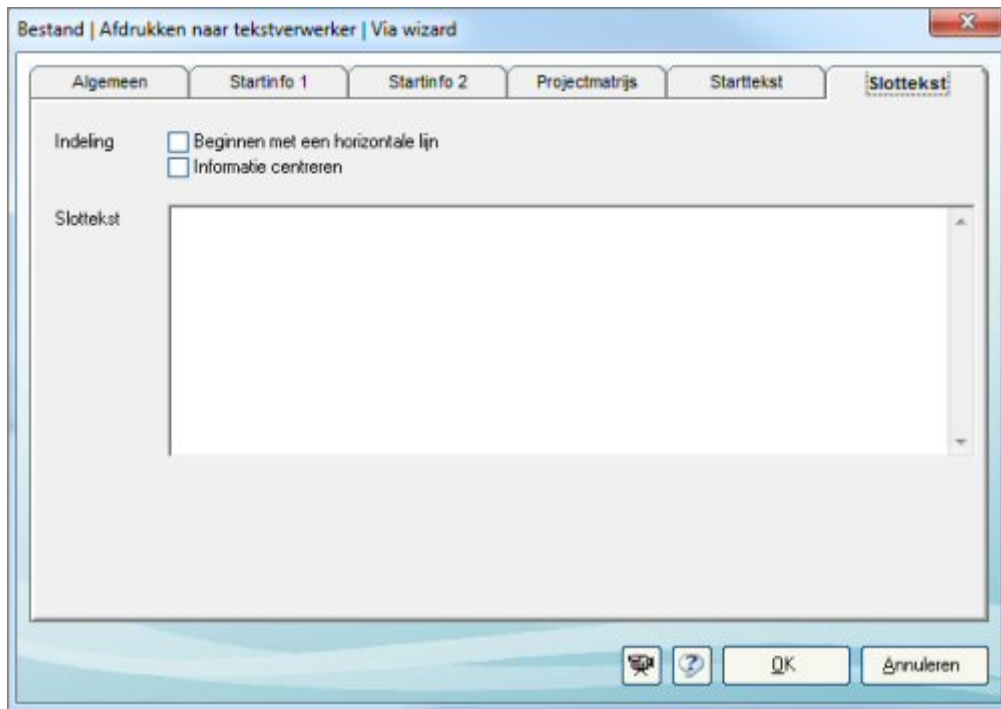 Bestand | Afdrukken naar tekstverwerker | Via wizard
Algemeen Startinfo 1 Startinfo 2 Projectmatrijs Starttekst Slottekst
Indeling Beginnen met een horizontale lijn
Informatie centreren
Slottekst
OK Annuleren